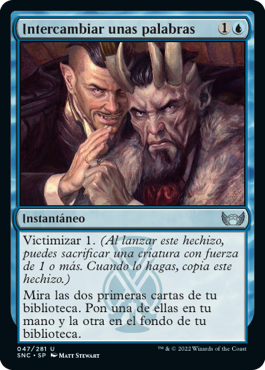 Intercambiar unas palabras 1
Instantáneo
Victimizar 1. (Al lanzar este hechizo,
puedes sacrificar una criatura con fuerza
de 1 o más. Cuando lo hagas, copia este
hechizo.)
Mira las dos primeras cartas de tu
biblioteca. Pon una de ellas en
tu mano y la otra en el fondo de tu
biblioteca.
047/281 U
SNC • SP MATT STEWART
™ & © 2022 Wizards of the Coast